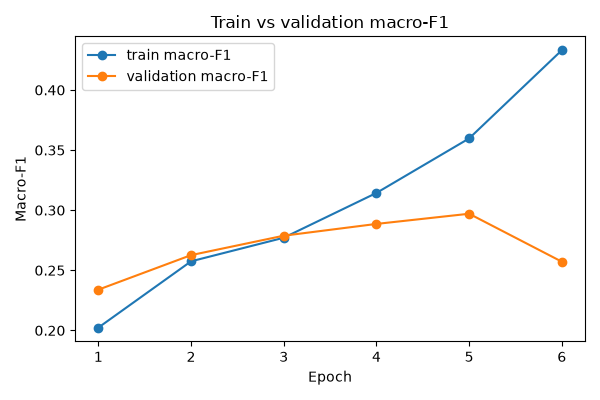 Train vs validation macro-F1
train macro-F1
validation macro-F1
Macro-F1
0.40
0.35
0.30
0.25
0.20
1 2 3 4 5 6
Epoch